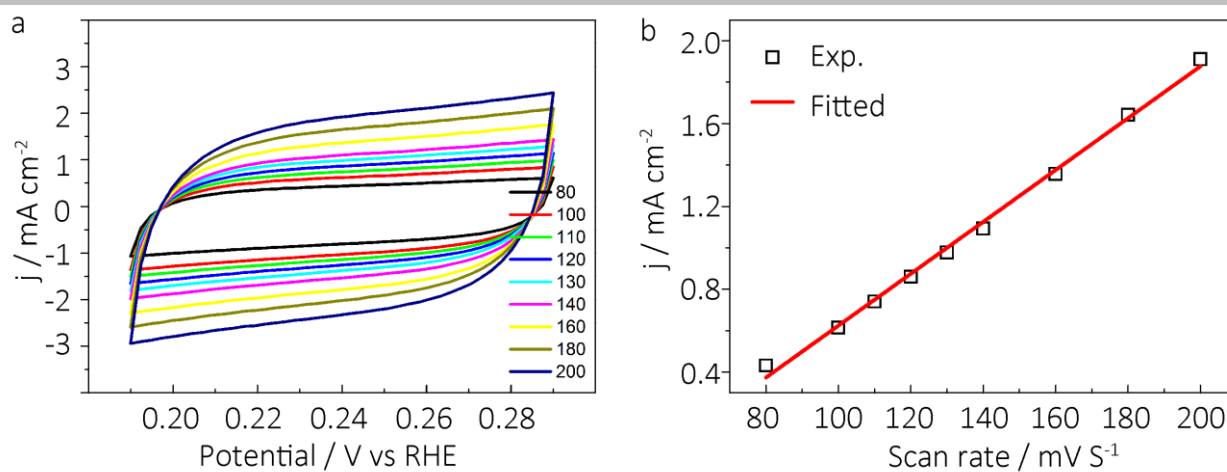 a
j / mA cm⁻²
3
2
1
0
-1
-2
-3
80
100
110
120
130
140
160
180
200
0.20 0.22 0.24 0.26 0.28
Potential / V vs RHE
b
j / mA cm⁻²
2.0
1.6
1.2
0.8
0.4
Exp.
Fitted
80 100 120 140 160 180 200
Scan rate / mV S⁻¹